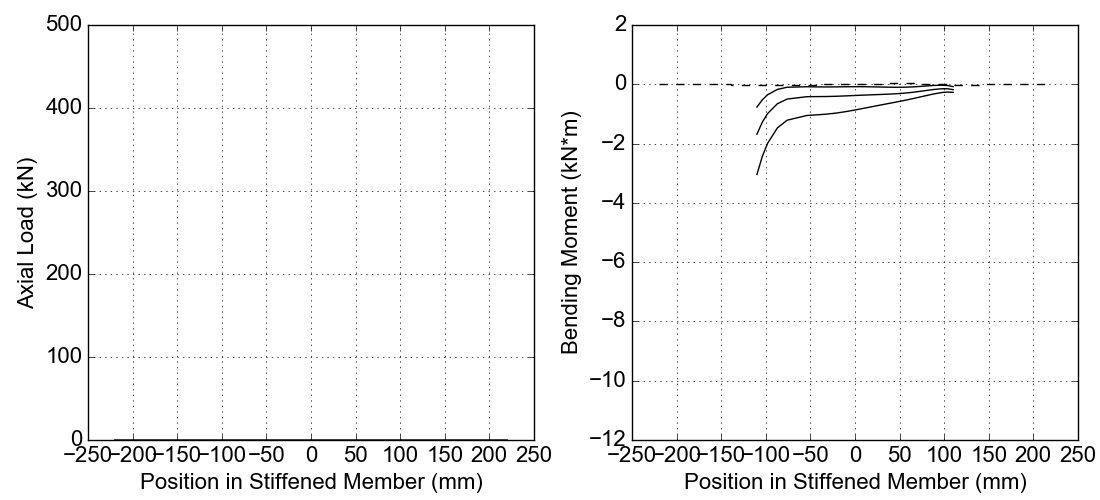 500
400
300
200
100
0
−250 −200 −150 −100 −50 0 50 100 150 200 250
Position in Stiffened Member (mm)
Axial Load (kN)
2
0
−2
−4
−6
−8
−10
−12
−250 −200 −150 −100 −50 0 50 100 150 200 250
Position in Stiffened Member (mm)
Bending Moment (kN*m)